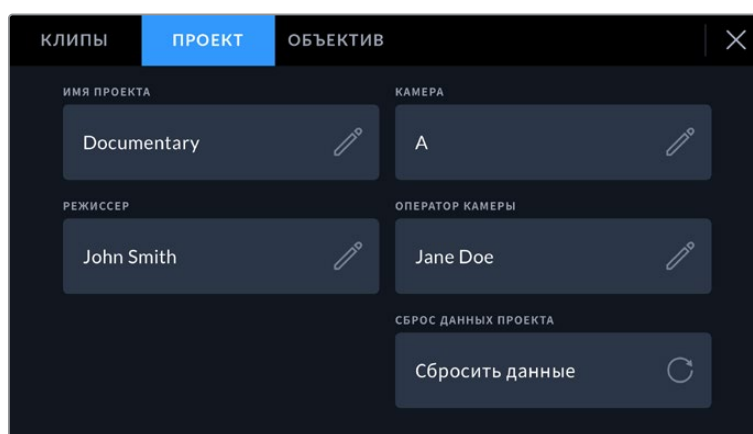 КЛИПЫ ПРОЕКТ ОБЪЕКТИВ
ИМЯ ПРОЕКТА КАМЕРА
Documentary A
РЕЖИССЕР ОПЕРАТОР КАМЕРЫ
John Smith Jane Doe
СБРОС ДАННЫХ ПРОЕКТА
Сбросить данные